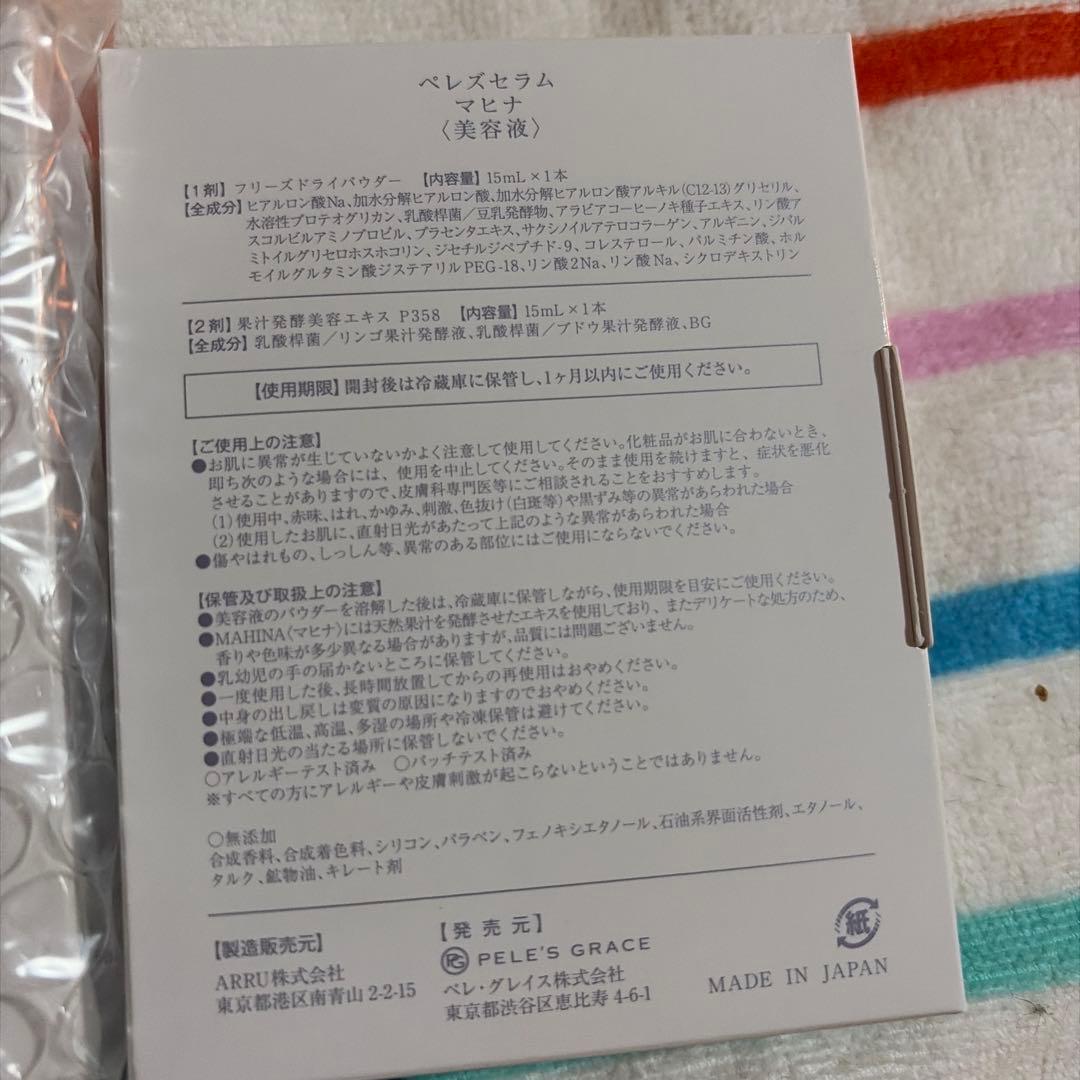 ペレズセラム
マヒナ
〈美容液〉
【1剤】フリーズドライパウダー 【内容量】15mL×1本
【全成分】ヒアルロン酸Na、加水分解ヒアルロン酸、加水分解ヒアルロン酸アルキル(C12-13)グリセリル、
水溶性プロテオグリカン、乳酸桿菌／豆乳発酵物、アラビアコーヒーノキ種子エキス、リン酸ア
スコルビルアミノプロピル、プラセンタエキス、サクシノイルアテロコラーゲン、アルギニン、ジパル
ミトイルグリセロホスホコリン、ジセチルジペプチド-9、コレステロール、パルミチン酸、ホル
モイルグルタミン酸ジステアリルPEG-18、リン酸2Na、リン酸Na、シクロデキストリン
【2剤】果汁発酵美容エキス P358 【内容量】15mL×1本
【全成分】乳酸桿菌／リンゴ果汁発酵液、乳酸桿菌／ブドウ果汁発酵液、BG
【使用期限】開封後は冷蔵庫に保管し、1ヶ月以内にご使用ください。
【ご使用上の注意】
●お肌に異常が生じていないかよく注意して使用してください。化粧品がお肌に合わないとき、
即ち次のような場合には、使用を中止してください。そのまま使用を続けますと、症状を悪化
させることがありますので、皮膚科専門医等にご相談されることをおすすめします。
(1)使用中、赤味、はれ、かゆみ、刺激、色抜け(白斑等)や黒ずみ等の異常があらわれた場合
(2)使用したお肌に、直射日光があたって上記のような異常があらわれた場合
●傷やはれもの、しっしん等、異常のある部位にはご使用にならないでください。
【保管及び取扱上の注意】
●美容液のパウダーを溶解した後は、冷蔵庫に保管しながら、使用期限を目安にご使用ください。
●MAHINA〈マヒナ〉には天然果汁を発酵させたエキスを使用しており、またデリケートな処方のため、
香りや色味が多少異なる場合がありますが、品質には問題ございません。
●乳幼児の手の届かないところに保管してください。
●一度使用した後、長時間放置してからの再使用はおやめください。
●中身の出し戻しは変質の原因になりますのでおやめください。
●極端な低温、高温、多湿の場所や冷凍保管は避けてください。
●直射日光の当たる場所に保管しないでください。
○アレルギーテスト済み ○パッチテスト済み
※すべての方にアレルギーや皮膚刺激が起こらないということではありません。
○無添加
合成香料、合成着色料、シリコン、パラベン、フェノキシエタノール、石油系界面活性剤、エタノール、
タルク、鉱物油、キレート剤
【製造販売元】
ARRU株式会社
東京都港区南青山2-2-15
【発売元】
PG PELE'S GRACE
ペレ・グレイス株式会社
東京都渋谷区恵比寿4-6-1
紙
MADE IN JAPAN